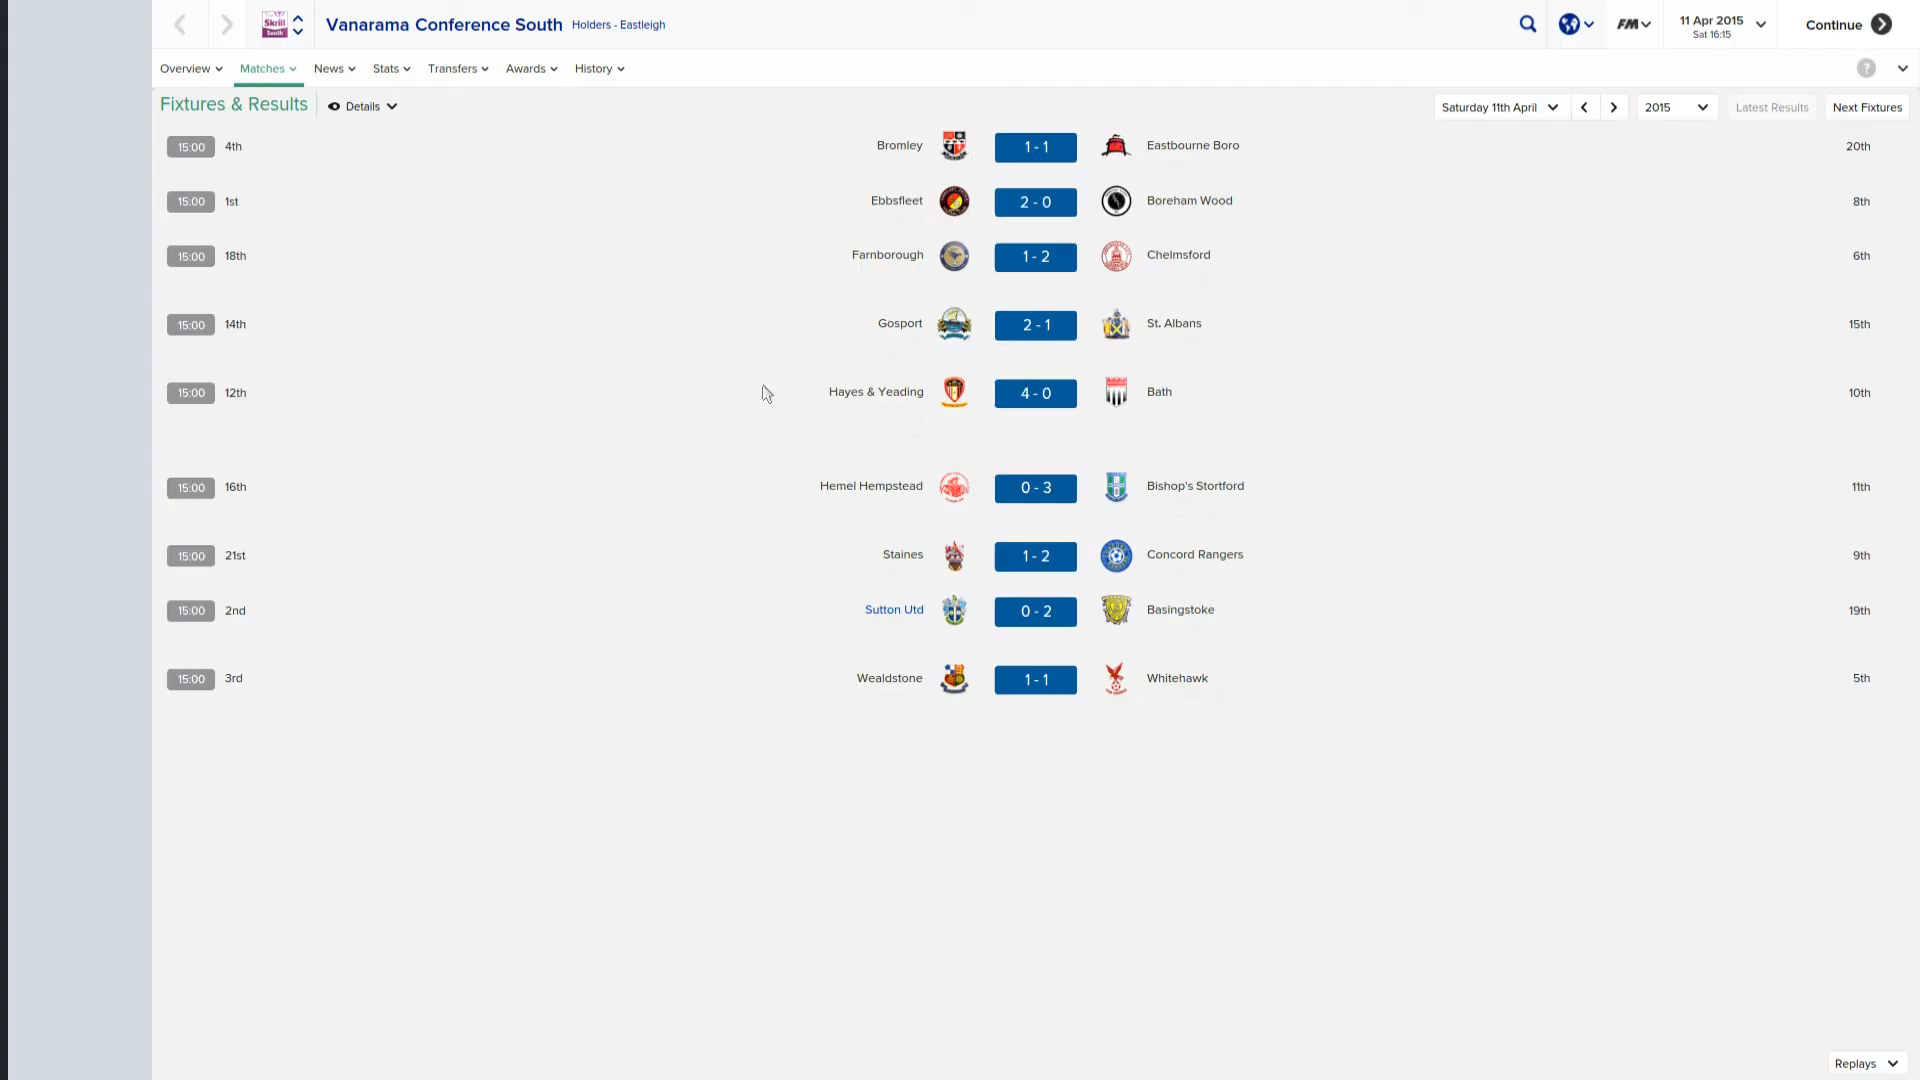 Skrill South Vanarama Conference South Holders - Eastleigh FM 11 Apr 2015 Sat 16:15 Continue
Overview Matches News Stats Transfers Awards History ?
Fixtures & Results Details Saturday 11th April 2015 Latest Results Next Fixtures
15:00 4th Bromley 1 - 1 Eastbourne Boro 20th
15:00 1st Ebbsfleet 2 - 0 Boreham Wood 8th
15:00 18th Farnborough 1 - 2 Chelmsford 6th
15:00 14th Gosport 2 - 1 St. Albans 15th
15:00 12th Hayes & Yeading 4 - 0 Bath 10th
15:00 16th Hemel Hempstead 0 - 3 Bishop's Stortford 11th
15:00 21st Staines 1 - 2 Concord Rangers 9th
15:00 2nd Sutton Utd 0 - 2 Basingstoke 19th
15:00 3rd Wealdstone 1 - 1 Whitehawk 5th
Replays